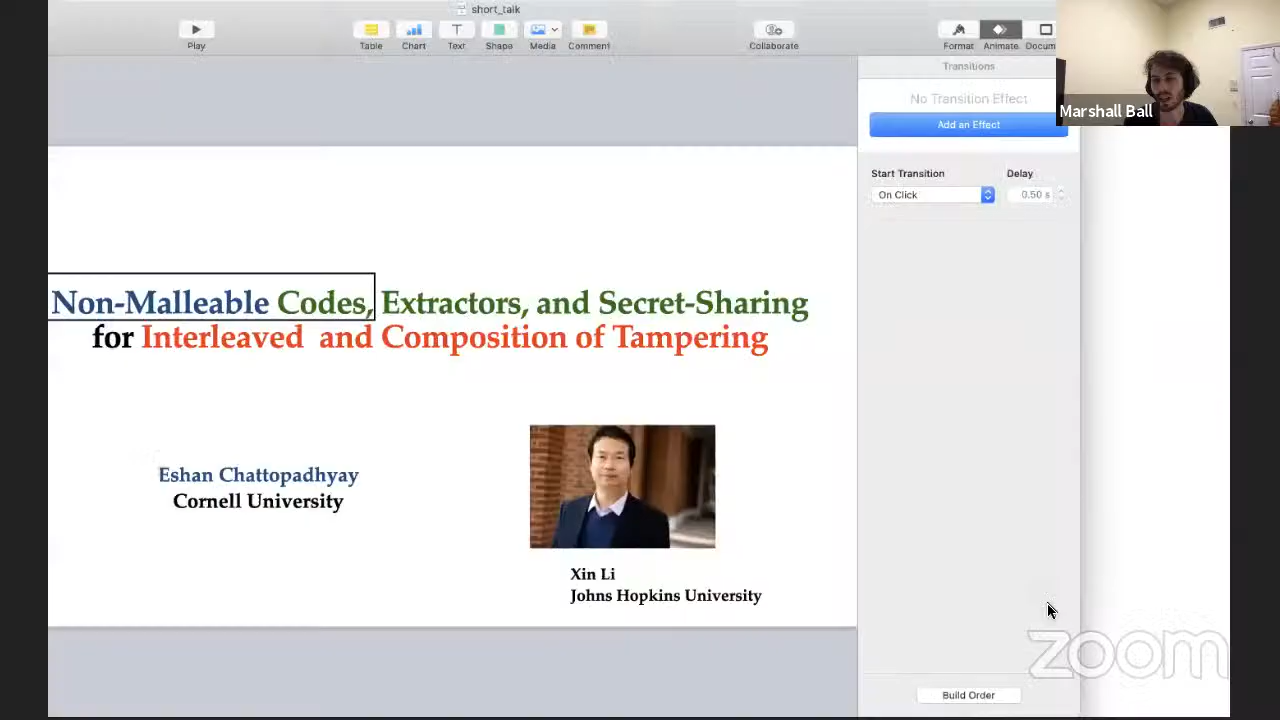 short_talk
Play
Table
Chart
Text
Shape
Media
Comment
Collaborate
Format
Animate
Docum
Transitions
No Transition Effect
Add an Effect
Start Transition
Delay
On Click
0.50 s
Marshall Ball
Non-Malleable Codes, Extractors, and Secret-Sharing
for Interleaved and Composition of Tampering
Eshan Chattopadhyay
Cornell University
Xin Li
Johns Hopkins University
zoom
Build Order